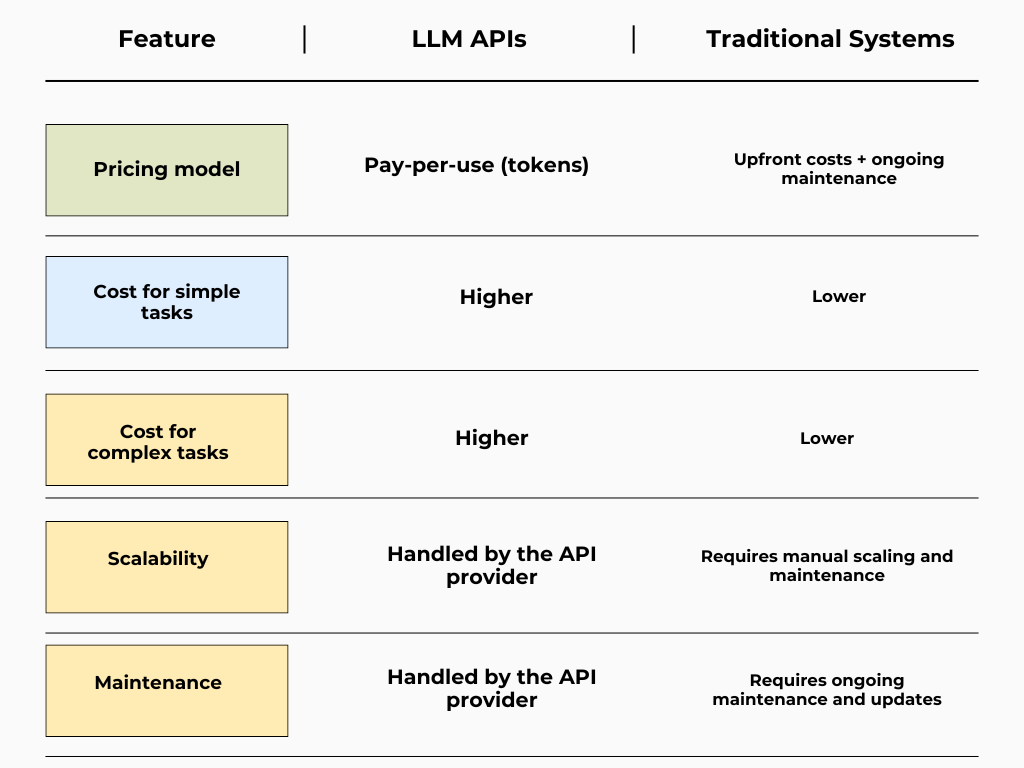 Feature | LLM APIs | Traditional Systems
Pricing model
Pay-per-use (tokens)
Upfront costs + ongoing
maintenance
Cost for simple
tasks
Higher
Lower
Cost for
complex tasks
Higher
Lower
Scalability
Handled by the API
provider
Requires manual scaling and
maintenance
Maintenance
Handled by the API
provider
Requires ongoing
maintenance and updates